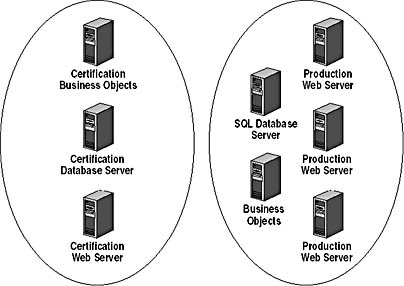 Certification
Business Objects
Certification
Database Server
Certification
Web Server
Production
Web Server
SQL Database
Server
Production
Web Server
Business
Objects
Production
Web Server